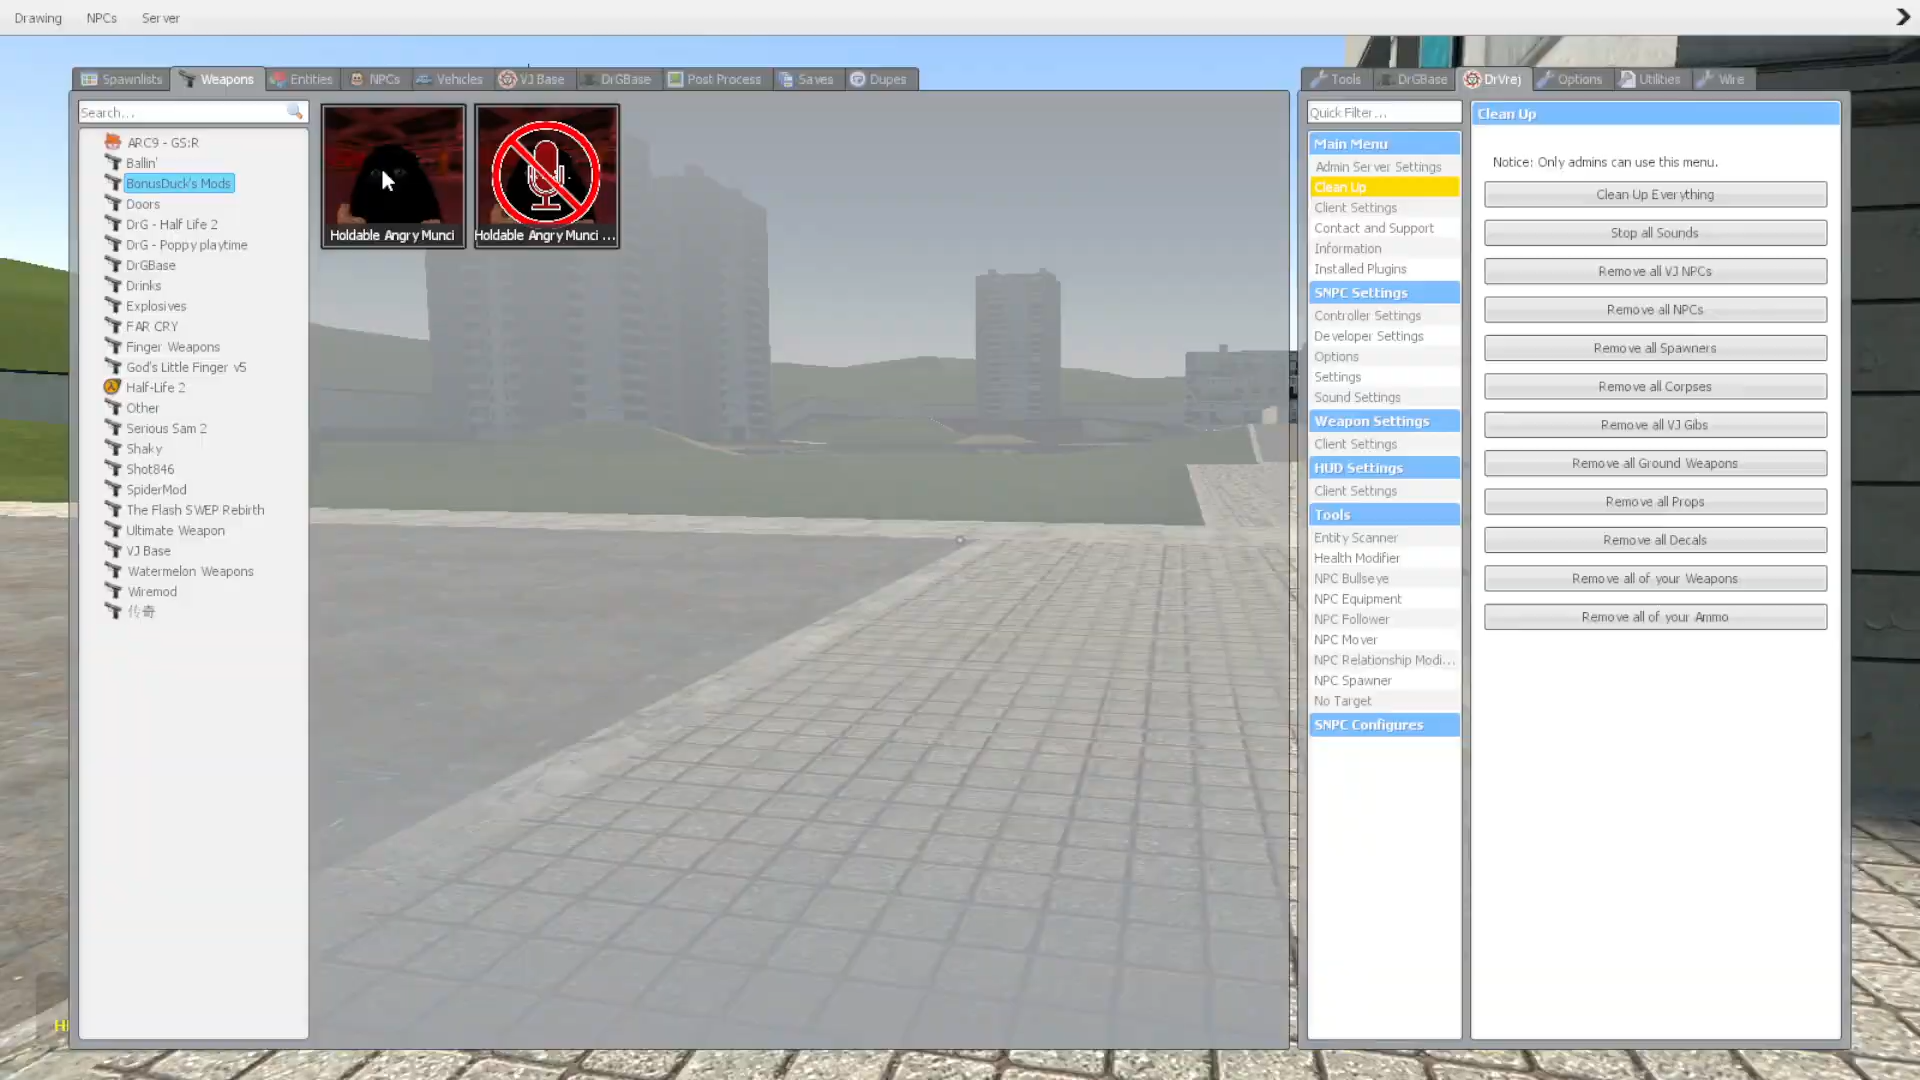 Drawing NPCs Server
Spawnlists Weapons Entities NPCs Vehicles VJ Base DrGBase Post Process Saves Dupes
Search...
ARC9 - GS:R
Ballin'
BonusDuck's Mods
Doors
DrG - Half Life 2
DrG - Poppy playtime
DrGBase
Drinks
Explosives
FAR CRY
Finger Weapons
God's Little Finger v5
Half-Life 2
Other
Serious Sam 2
Shaky
Shot846
SpiderMod
The Flash SWEP Rebirth
Ultimate Weapon
VJ Base
Watermelon Weapons
Wiremod
传奇
Holdable Angry Munci
Holdable Angry Munci ...
Tools DrGBase DrVrej Options Utilities Wire
Quick Filter...
Main Menu
Admin Server Settings
Clean Up
Client Settings
Contact and Support
Information
Installed Plugins
SNPC Settings
Controller Settings
Developer Settings
Options
Settings
Sound Settings
Weapon Settings
Client Settings
HUD Settings
Client Settings
Tools
Entity Scanner
Health Modifier
NPC Bullseye
NPC Equipment
NPC Follower
NPC Mover
NPC Relationship Modi...
NPC Spawner
No Target
SNPC Configures
Clean Up
Notice: Only admins can use this menu.
Clean Up Everything
Stop all Sounds
Remove all VJ NPCs
Remove all NPCs
Remove all Spawners
Remove all Corpses
Remove all VJ Gibs
Remove all Ground Weapons
Remove all Props
Remove all Decals
Remove all of your Weapons
Remove all of your Ammo